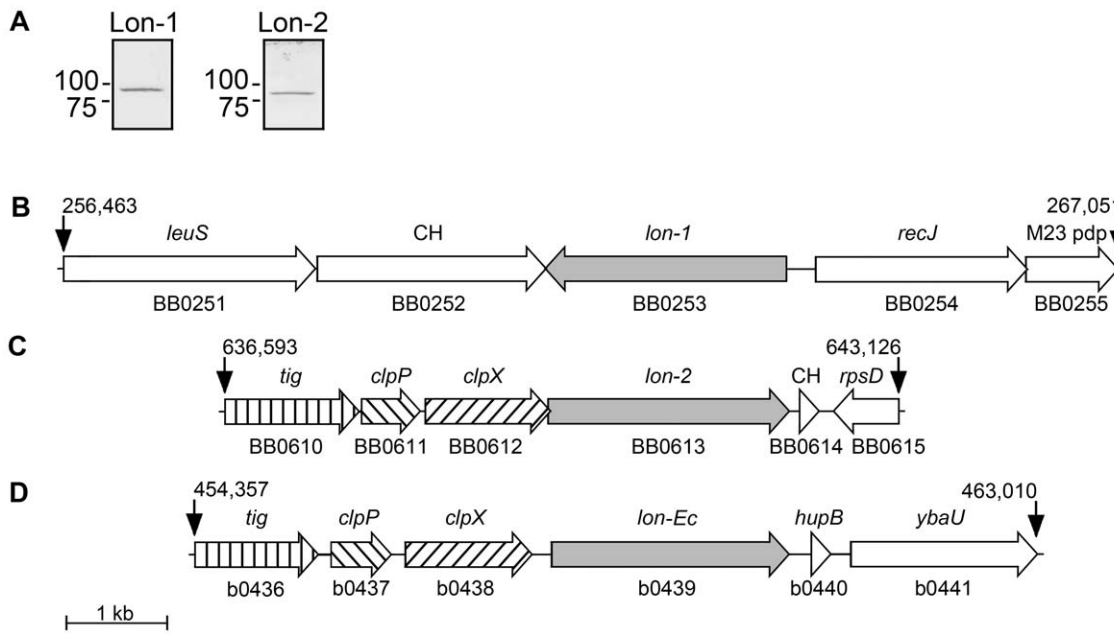 A
Lon-1 Lon-2
100
75
100
75
B
256,463 267,051
leuS CH lon-1 recJ M23 pdp
BB0251 BB0252 BB0253 BB0254 BB0255
C
636,593 643,126
tig clpP clpX lon-2 CH rpsD
BB0610 BB0611 BB0612 BB0613 BB0614 BB0615
D
454,357 463,010
tig clpP clpX lon-Ec hupB ybaU
b0436 b0437 b0438 b0439 b0440 b0441
1 kb